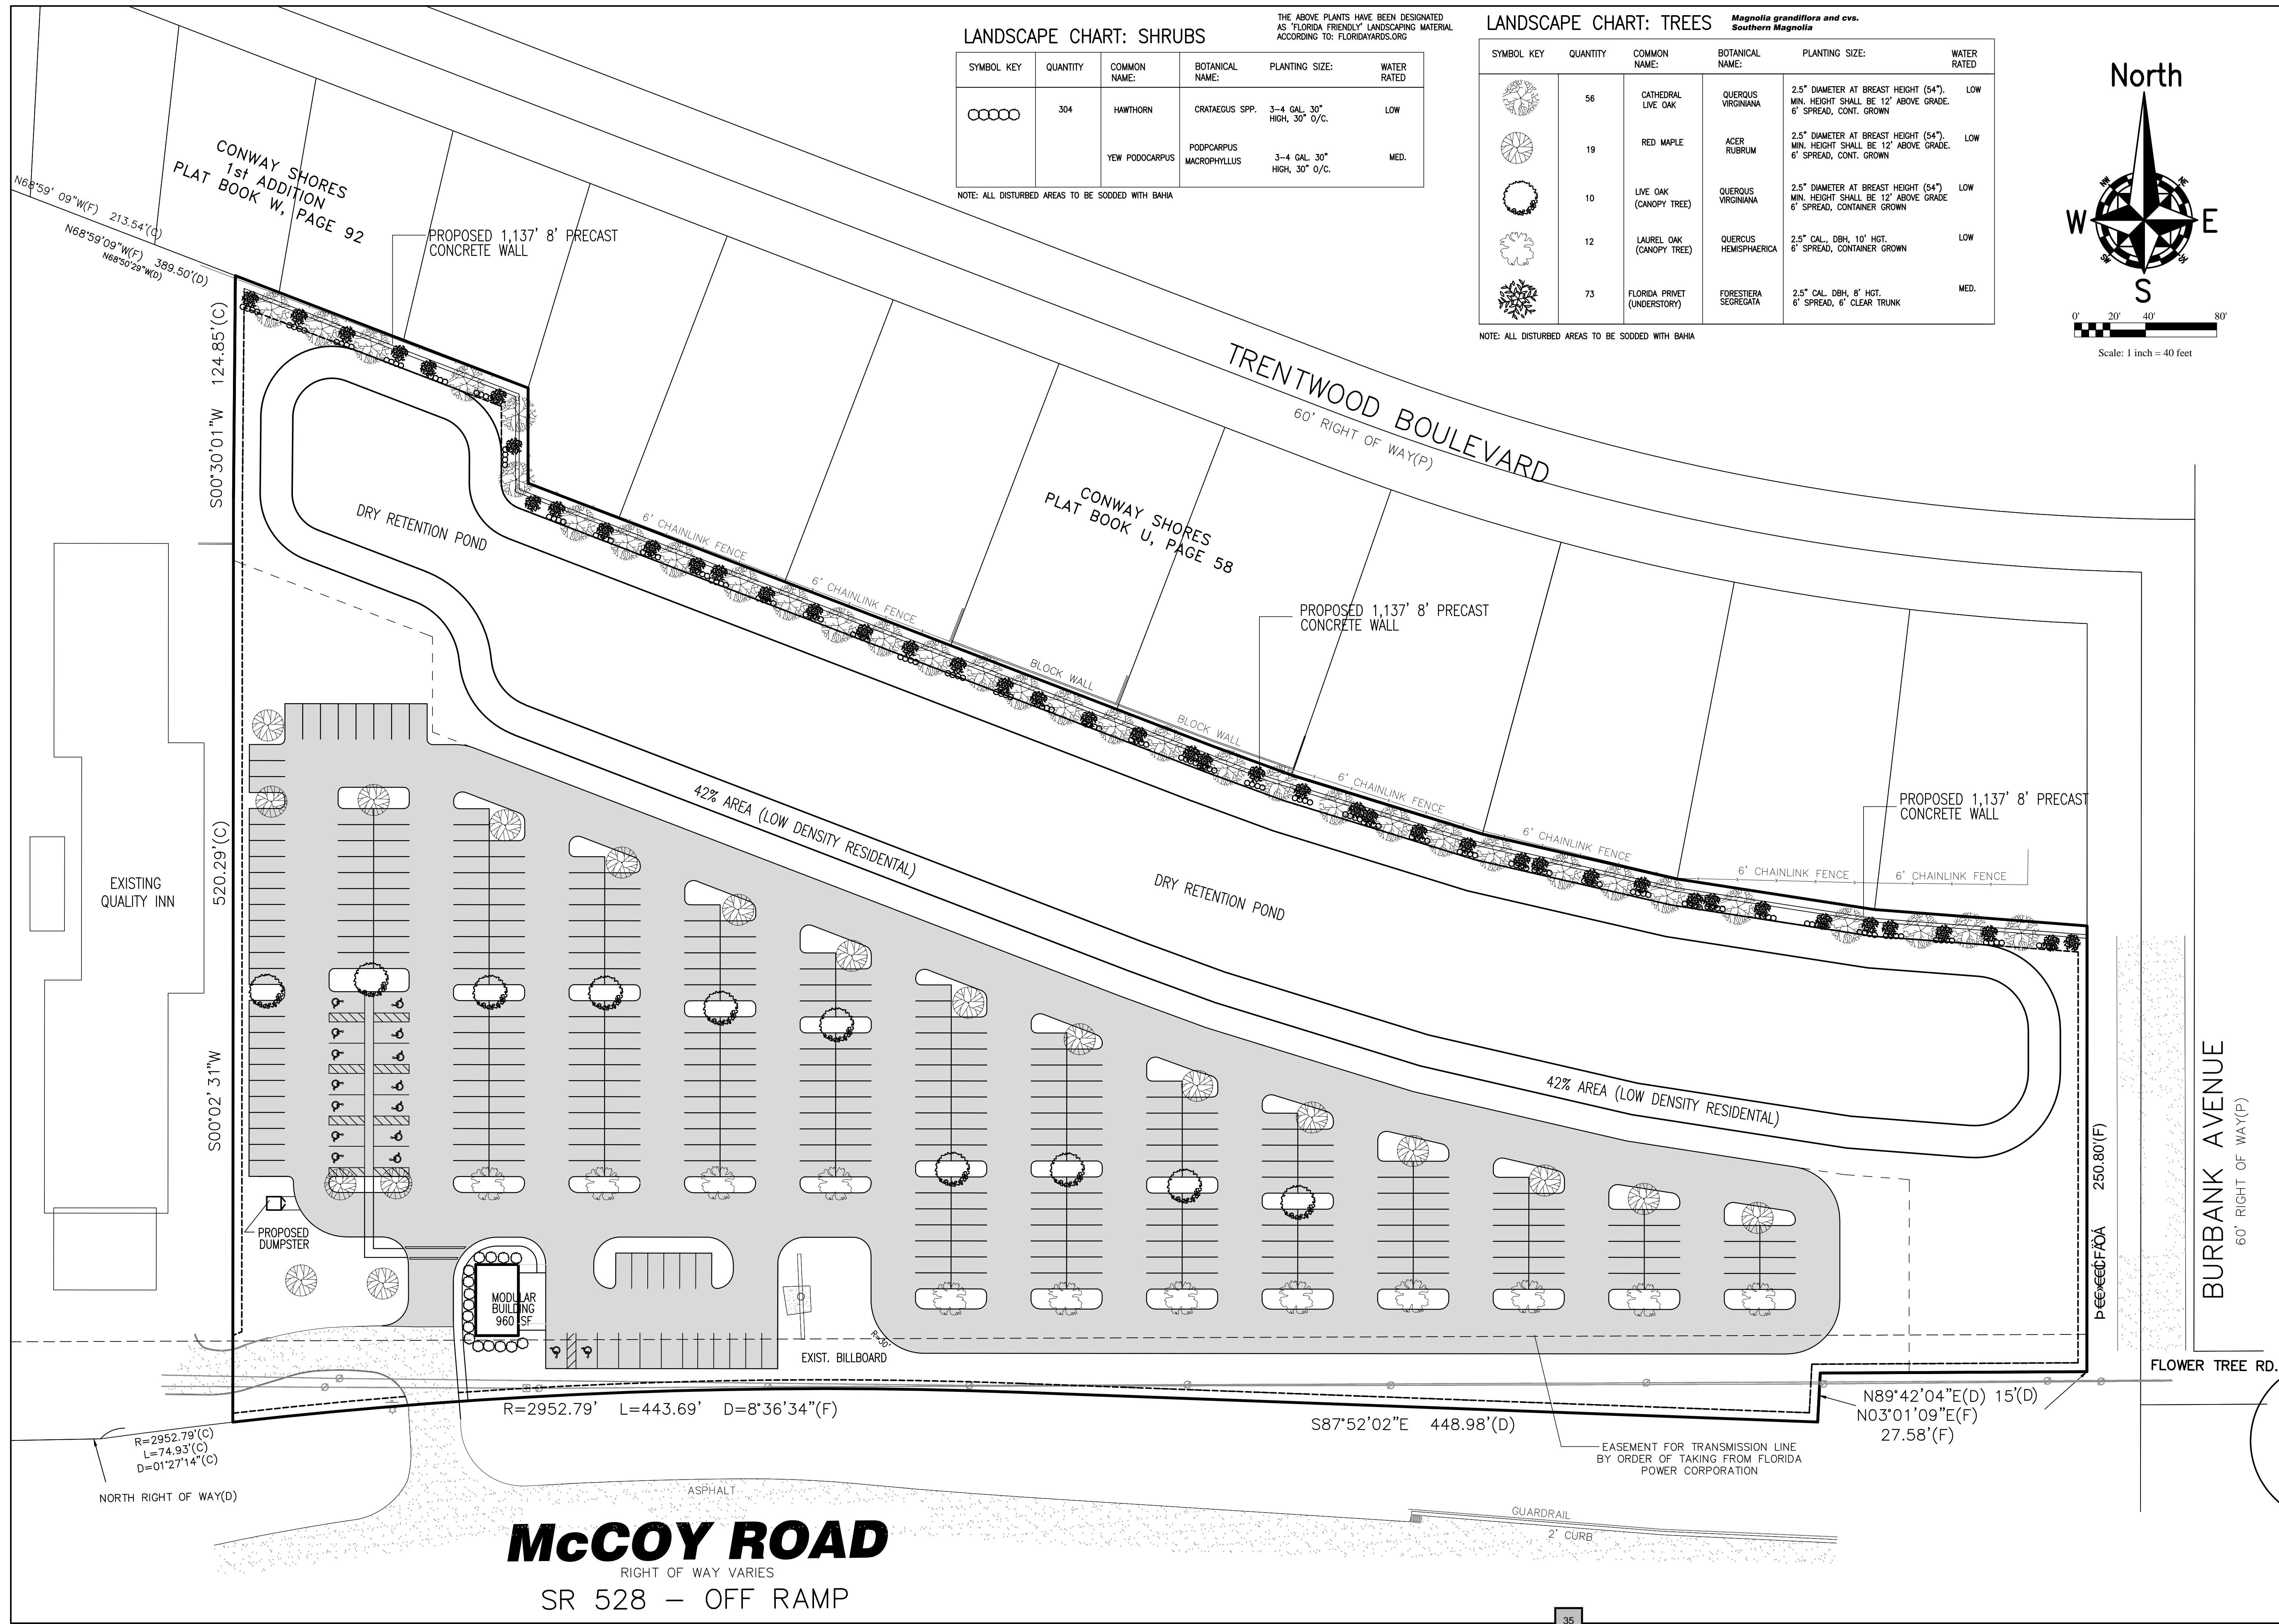 LANDSCAPE CHART: SHRUBS
THE ABOVE PLANTS HAVE BEEN DESIGNATED
AS 'FLORIDA FRIENDLY' LANDSCAPING MATERIAL
ACCORDING TO: FLORIDAYARDS.ORG
SYMBOL KEY QUANTITY COMMON NAME: BOTANICAL NAME: PLANTING SIZE: WATER RATED
304 HAWTHORN CRATAEGUS SPP. 3-4 GAL. 30" HIGH, 30" O/C. LOW
YEW PODOCARPUS PODPCARPUS MACROPHYLLUS 3-4 GAL. 30" HIGH, 30" O/C. MED.
NOTE: ALL DISTURBED AREAS TO BE SODDED WITH BAHIA
LANDSCAPE CHART: TREES
Magnolia grandiflora and cvs.
Southern Magnolia
SYMBOL KEY QUANTITY COMMON NAME: BOTANICAL NAME: PLANTING SIZE: WATER RATED
56 CATHEDRAL LIVE OAK QUERQUS VIRGINIANA 2.5" DIAMETER AT BREAST HEIGHT (54"). MIN. HEIGHT SHALL BE 12' ABOVE GRADE. 6' SPREAD, CONT. GROWN LOW
19 RED MAPLE ACER RUBRUM 2.5" DIAMETER AT BREAST HEIGHT (54"). MIN. HEIGHT SHALL BE 12' ABOVE GRADE. 6' SPREAD, CONT. GROWN LOW
10 LIVE OAK (CANOPY TREE) QUERQUS VIRGINIANA 2.5" DIAMETER AT BREAST HEIGHT (54") MIN. HEIGHT SHALL BE 12' ABOVE GRADE 6' SPREAD, CONTAINER GROWN LOW
12 LAUREL OAK (CANOPY TREE) QUERCUS HEMISPHAERICA 2.5" CAL., DBH, 10' HGT. 6' SPREAD, CONTAINER GROWN LOW
73 FLORIDA PRIVET (UNDERSTORY) FORESTIERA SEGREGATA 2.5" CAL. DBH, 8' HGT. 6' SPREAD, 6' CLEAR TRUNK MED.
NOTE: ALL DISTURBED AREAS TO BE SODDED WITH BAHIA
North
W E
S
NW NE
SW SE
0' 20' 40' 80'
Scale: 1 inch = 40 feet
CONWAY SHORES
1st ADDITION
PLAT BOOK W, PAGE 92
N68°59' 09"W(F) 213.54'(C)
N68°59'09"W(F) 389.50'(D)
N68°50'29"W(D)
PROPOSED 1,137' 8' PRECAST
CONCRETE WALL
TRENTWOOD BOULEVARD
60' RIGHT OF WAY(P)
S00°30'01"W 124.85'(C)
DRY RETENTION POND
6' CHAINLINK FENCE
6' CHAINLINK FENCE
CONWAY SHORES
PLAT BOOK U, PAGE 58
PROPOSED 1,137' 8' PRECAST
CONCRETE WALL
BLOCK WALL
BLOCK WALL
6' CHAINLINK FENCE
6' CHAINLINK FENCE
PROPOSED 1,137' 8' PRECAST
CONCRETE WALL
6' CHAINLINK FENCE
6' CHAINLINK FENCE
42% AREA (LOW DENSITY RESIDENTAL)
DRY RETENTION POND
42% AREA (LOW DENSITY RESIDENTAL)
EXISTING
QUALITY INN
S00°02' 31"W 520.29'(C)
250.80'(F)
BURBANK AVENUE
60' RIGHT OF WAY(P)
PROPOSED
DUMPSTER
MODULAR
BUILDING
960 SF
EXIST. BILLBOARD
R=30'
FLOWER TREE RD.
R=2952.79' L=443.69' D=8°36'34"(F)
S87°52'02"E 448.98'(D)
N89°42'04"E(D) 15'(D)
N03°01'09"E(F)
27.58'(F)
R=2952.79'(C)
L=74.93'(C)
D=01°27'14"(C)
NORTH RIGHT OF WAY(D)
EASEMENT FOR TRANSMISSION LINE
BY ORDER OF TAKING FROM FLORIDA
POWER CORPORATION
ASPHALT
GUARDRAIL
2' CURB
McCOY ROAD
RIGHT OF WAY VARIES
SR 528 - OFF RAMP
35